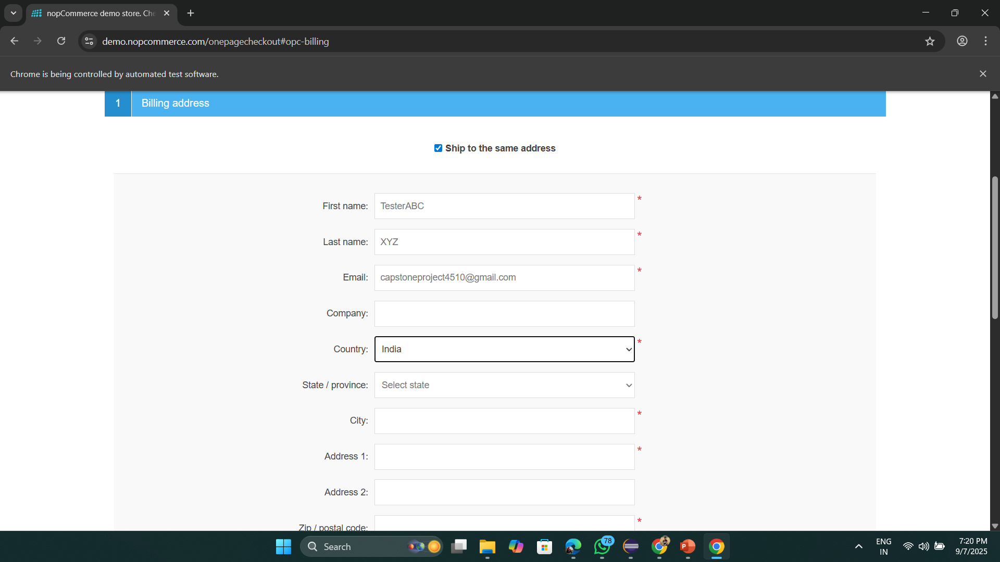 nopCommerce demo store. Che
demo.nopcommerce.com/onepagecheckout#opc-billing
Chrome is being controlled by automated test software.
1 Billing address
Ship to the same address
First name: TesterABC *
Last name: XYZ *
Email: capstoneproject4510@gmail.com *
Company:
Country: India *
State / province: Select state
City: *
Address 1: *
Address 2:
Zip / postal code: *
Search
78
P
ENG
IN
7:20 PM
9/7/2025